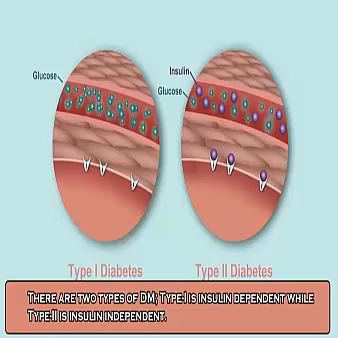 Insulin
Glucose
Glucose
Type I Diabetes
Type II Diabetes
THERE ARE TWO TYPES OF DM; TYPE-I IS INSULIN DEPENDENT WHILE
TYPE-II IS INSULIN INDEPENDENT.